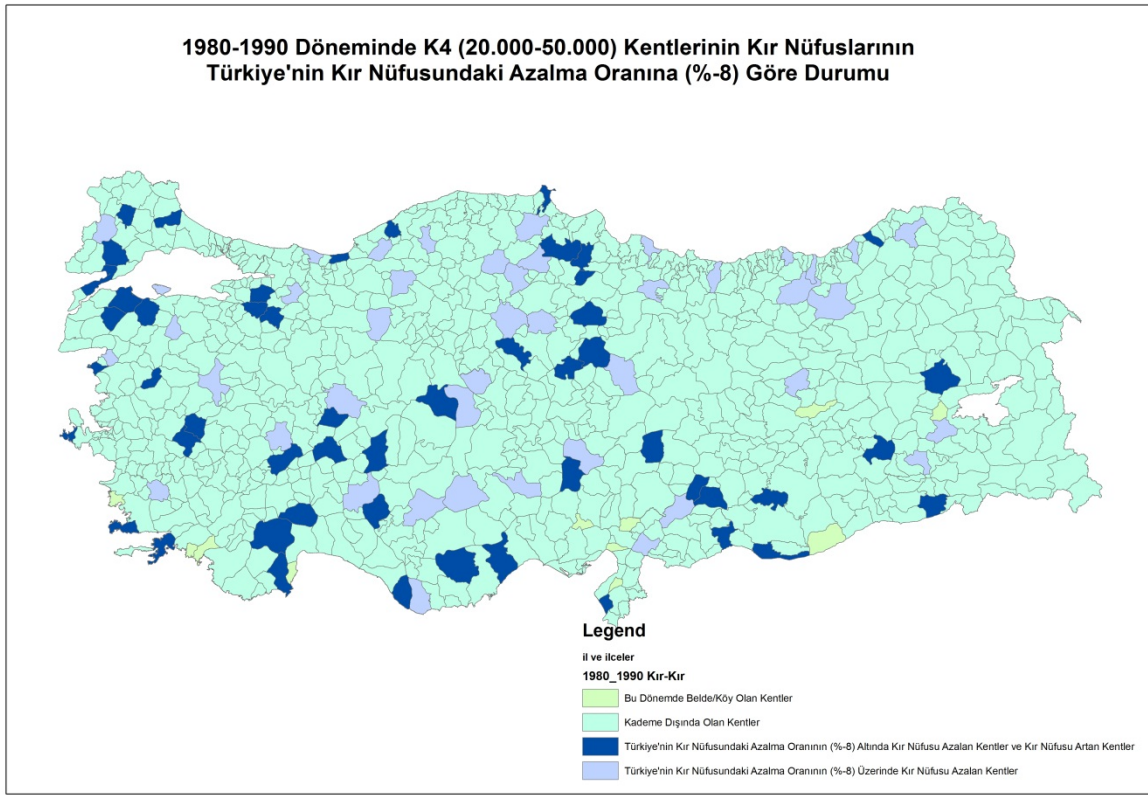 1980-1990 Döneminde K4 (20.000-50.000) Kentlerinin Kır Nüfuslarının
Türkiye'nin Kır Nüfusundaki Azalma Oranına (%-8) Göre Durumu
Legend
il ve ilceler
1980_1990 Kır-Kır
Bu Dönemde Belde/Köy Olan Kentler
Kademe Dışında Olan Kentler
Türkiye'nin Kır Nüfusundaki Azalma Oranının (%-8) Altında Kır Nüfusu Azalan Kentler ve Kır Nüfusu Artan Kentler
Türkiye'nin Kır Nüfusundaki Azalma Oranının (%-8) Üzerinde Kır Nüfusu Azalan Kentler